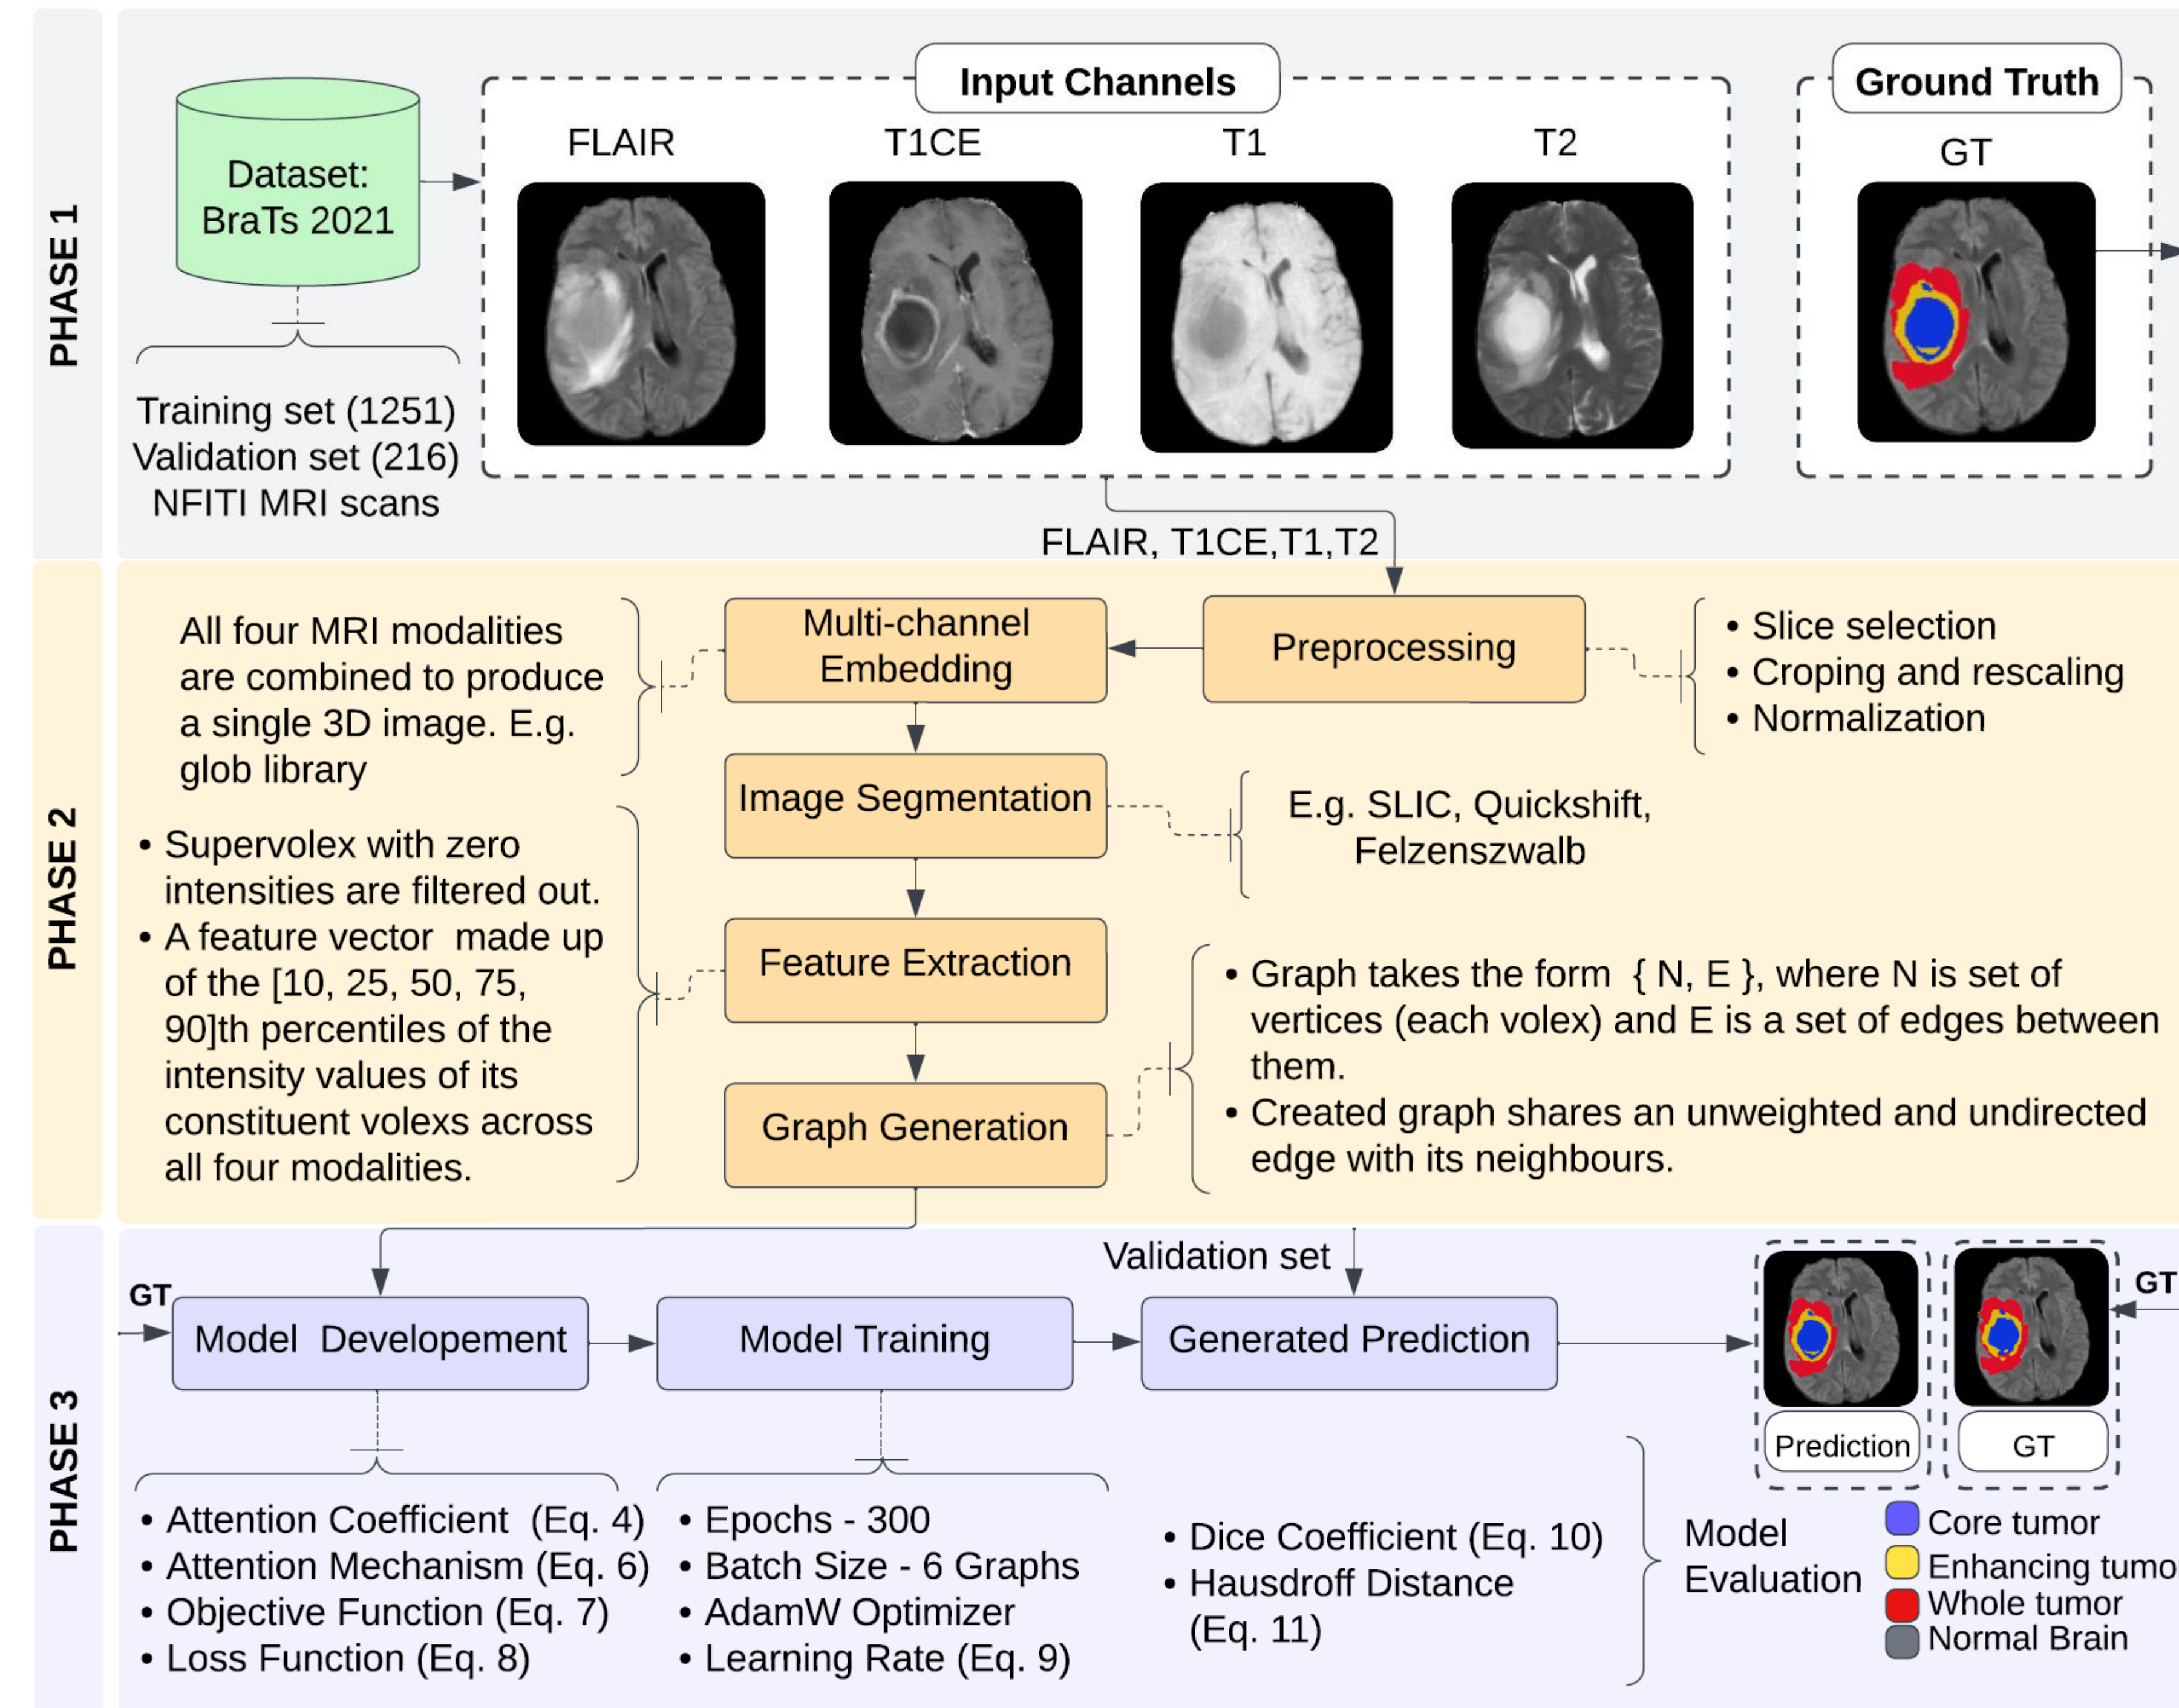 PHASE 1
Dataset:
BraTs 2021
Training set (1251)
Validation set (216)
NFITI MRI scans
Input Channels
FLAIR
T1CE
T1
T2
Ground Truth
GT
FLAIR, T1CE,T1,T2
PHASE 2
All four MRI modalities
are combined to produce
a single 3D image. E.g.
glob library
Multi-channel
Embedding
Preprocessing
• Slice selection
• Croping and rescaling
• Normalization
Image Segmentation
E.g. SLIC, Quickshift,
Felzenszwalb
• Supervolex with zero
intensities are filtered out.
• A feature vector made up
of the [10, 25, 50, 75,
90]th percentiles of the
intensity values of its
constituent volexs across
all four modalities.
Feature Extraction
Graph Generation
• Graph takes the form { N, E }, where N is set of
vertices (each volex) and E is a set of edges between
them.
• Created graph shares an unweighted and undirected
edge with its neighbours.
PHASE 3
GT
Model Developement
Model Training
Validation set
Generated Prediction
Prediction
GT
GT
• Attention Coefficient (Eq. 4)
• Attention Mechanism (Eq. 6)
• Objective Function (Eq. 7)
• Loss Function (Eq. 8)
• Epochs - 300
• Batch Size - 6 Graphs
• AdamW Optimizer
• Learning Rate (Eq. 9)
• Dice Coefficient (Eq. 10)
• Hausdroff Distance
(Eq. 11)
Model
Evaluation
Core tumor
Enhancing tumo
Whole tumor
Normal Brain